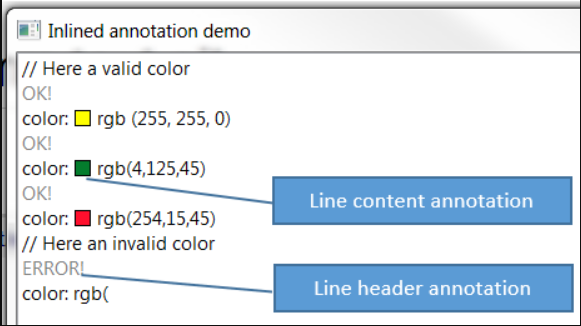 Inlined annotation demo
// Here a valid color
OK!
color: rgb (255, 255, 0)
OK!
color: rgb(4,125,45)
OK!
color: rgb(254,15,45)
// Here an invalid color
ERROR!
color: rgb(
Line content annotation
Line header annotation